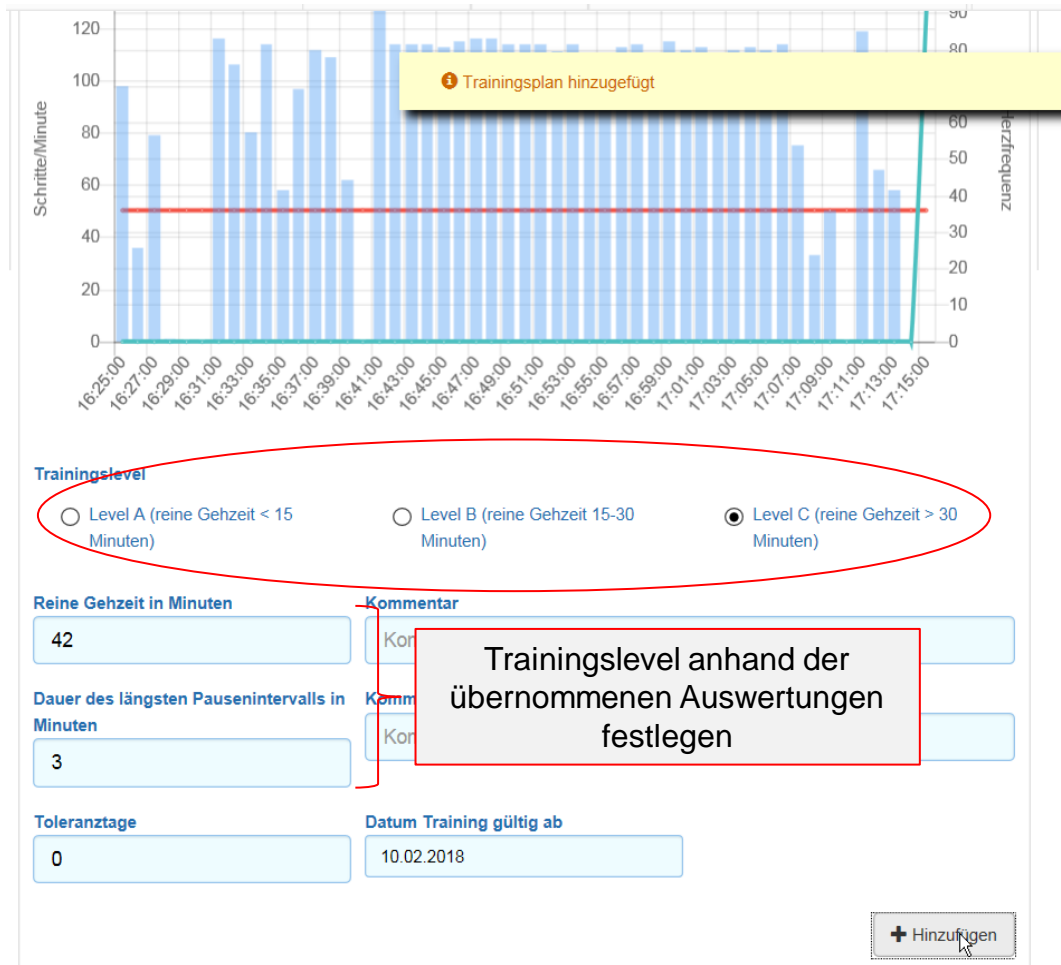 120
100
80
60
40
20
0
Schritte/Minute
90
80
60
50
40
30
20
10
0
Herzfrequenz
Trainingsplan hinzugefügt
16:25:00
16:27:00
16:29:00
16:31:00
16:33:00
16:35:00
16:37:00
16:39:00
16:41:00
16:43:00
16:45:00
16:47:00
16:49:00
16:51:00
16:53:00
16:55:00
16:57:00
16:59:00
17:01:00
17:03:00
17:05:00
17:07:00
17:09:00
17:11:00
17:13:00
17:15:00
Trainingslevel
Level A (reine Gehzeit < 15
Minuten)
Level B (reine Gehzeit 15-30
Minuten)
Level C (reine Gehzeit > 30
Minuten)
Reine Gehzeit in Minuten
Kommentar
42
Kor
Trainingslevel anhand der
übernommenen Auswertungen
festlegen
Dauer des längsten Pausenintervalls in
Minuten
Komm
3
Kor
Toleranztage
Datum Training gültig ab
0
10.02.2018
Hinzufügen